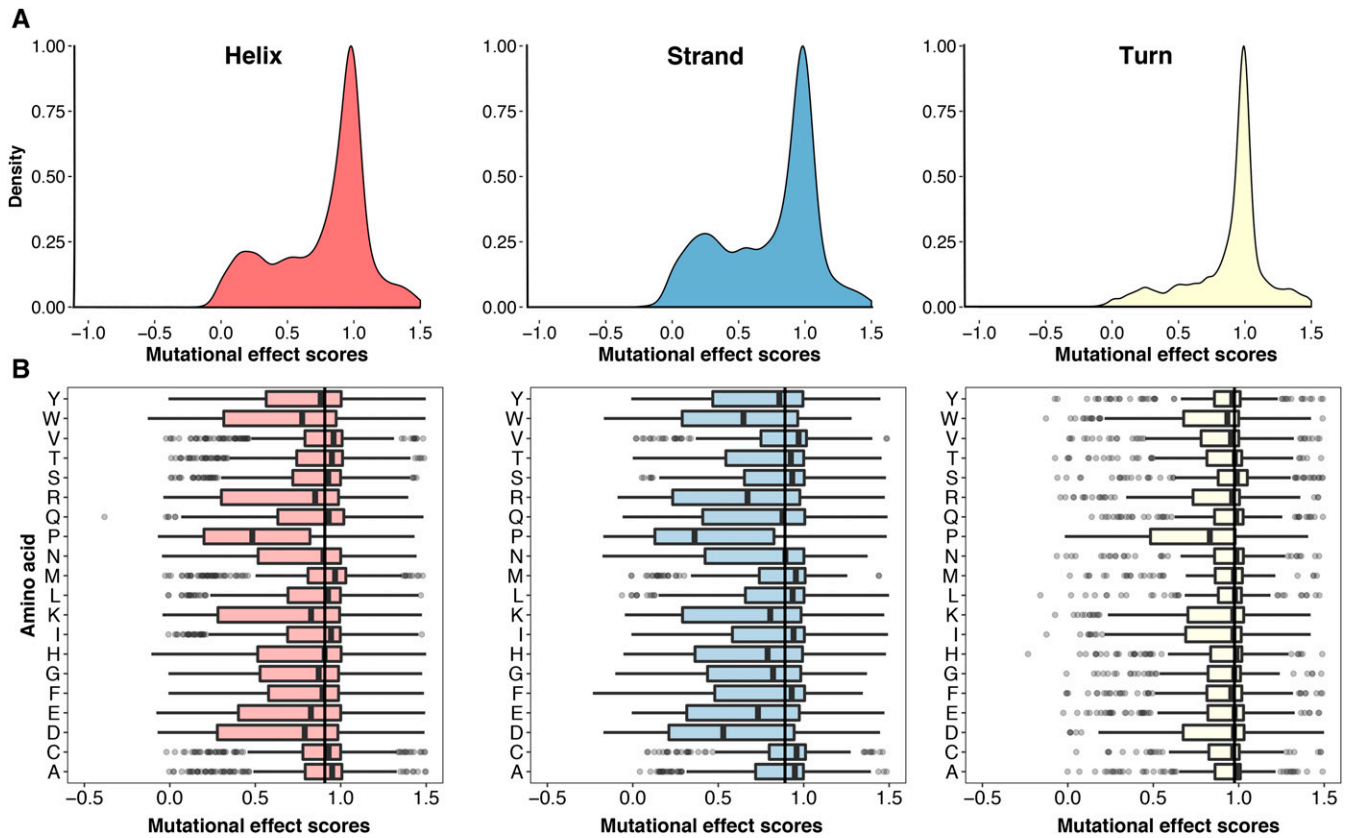 A
Helix
Strand
Turn
Density
1.00
0.75
0.50
0.25
0.00
1.00
0.75
0.50
0.25
0.00
1.00
0.75
0.50
0.25
0.00
−1.0 −0.5 0.0 0.5 1.0 1.5
−1.0 −0.5 0.0 0.5 1.0 1.5
−1.0 −0.5 0.0 0.5 1.0 1.5
Mutational effect scores
Mutational effect scores
Mutational effect scores
B
Amino acid
Y
W
V
T
S
R
Q
P
N
M
L
K
I
H
G
F
E
D
C
A
Y
W
V
T
S
R
Q
P
N
M
L
K
I
H
G
F
E
D
C
A
Y
W
V
T
S
R
Q
P
N
M
L
K
I
H
G
F
E
D
C
A
−0.5 0.0 0.5 1.0 1.5
−0.5 0.0 0.5 1.0 1.5
−0.5 0.0 0.5 1.0 1.5
Mutational effect scores
Mutational effect scores
Mutational effect scores